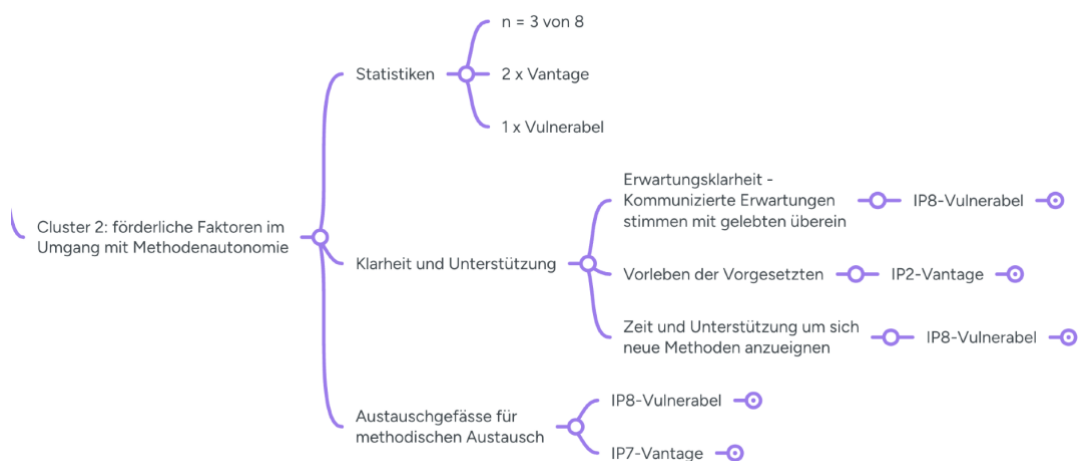 Cluster 2: förderliche Faktoren im
Umgang mit Methodenautonomie
Statistiken
n = 3 von 8
2 x Vantage
1 x Vulnerabel
Klarheit und Unterstützung
Erwartungsklarheit -
Kommunizierte Erwartungen
stimmen mit gelebten überein
IP8-Vulnerabel
Vorleben der Vorgesetzten
IP2-Vantage
Zeit und Unterstützung um sich
neue Methoden anzueignen
IP8-Vulnerabel
Austauschgefässe für
methodischen Austausch
IP8-Vulnerabel
IP7-Vantage